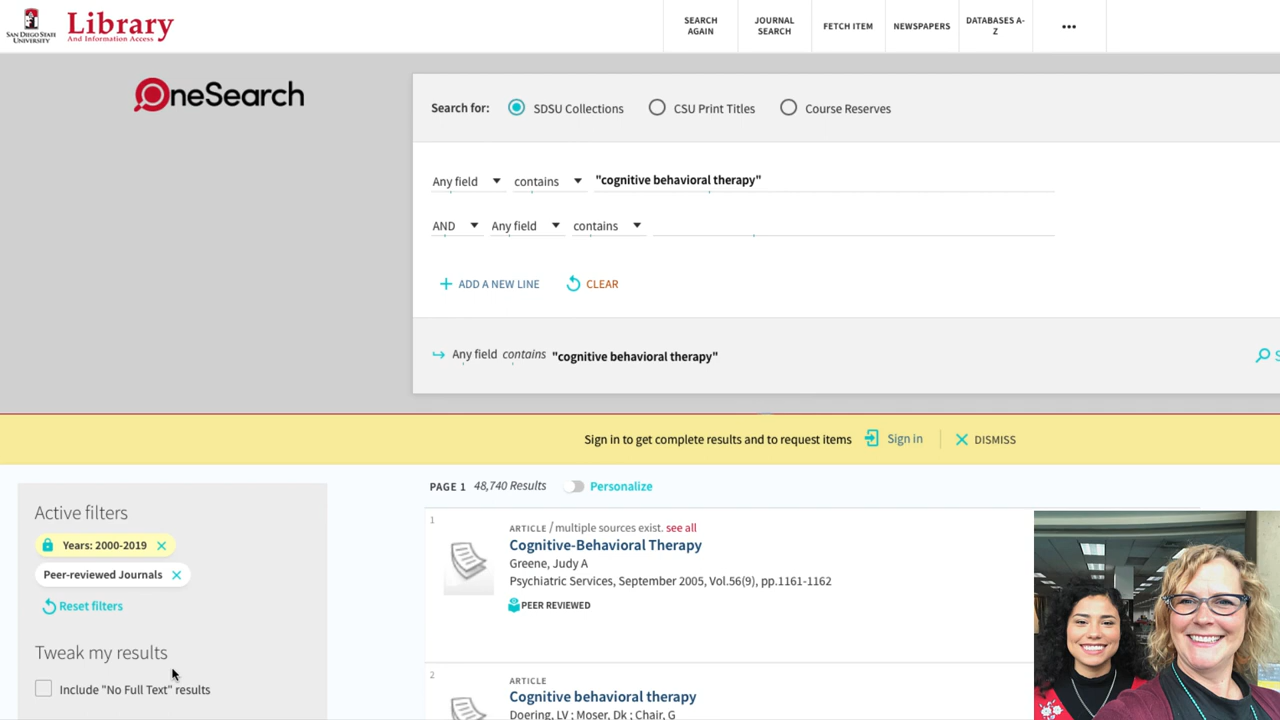 SAN DIEGO STATE
UNIVERSITY
Library
And Information Access
SEARCH AGAIN
JOURNAL SEARCH
FETCH ITEM
NEWSPAPERS
DATABASES A-Z
OneSearch
Search for: SDSU Collections CSU Print Titles Course Reserves
Any field contains "cognitive behavioral therapy"
AND Any field contains
+ ADD A NEW LINE CLEAR
Any field contains "cognitive behavioral therapy"
S
Sign in to get complete results and to request items Sign in DISMISS
Active filters
Years: 2000-2019
Peer-reviewed Journals
Reset filters
Tweak my results
Include "No Full Text" results
PAGE 1 48,740 Results Personalize
1
ARTICLE / multiple sources exist. see all
Cognitive-Behavioral Therapy
Greene, Judy A
Psychiatric Services, September 2005, Vol.56(9), pp.1161-1162
PEER REVIEWED
2
ARTICLE
Cognitive behavioral therapy
Doering, LV ; Moser, Dk ; Chair, G